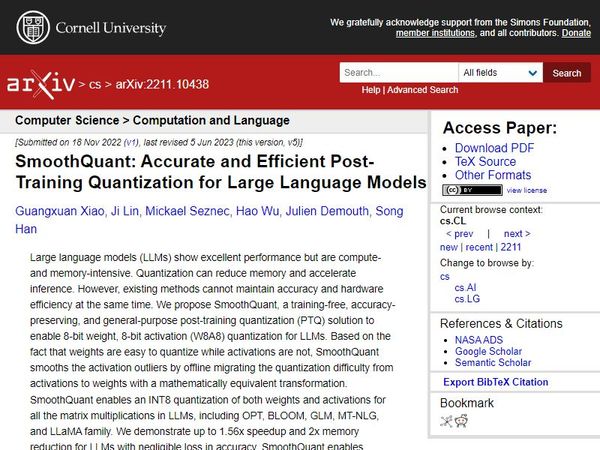 Cornell University
We gratefully acknowledge support from the Simons Foundation,
member institutions, and all contributors. Donate
arXiv > cs > arXiv:2211.10438
Search...
All fields
Search
Help | Advanced Search
Computer Science > Computation and Language
[Submitted on 18 Nov 2022 (v1), last revised 5 Jun 2023 (this version, v5)]
SmoothQuant: Accurate and Efficient Post-
Training Quantization for Large Language Models
Guangxuan Xiao, Ji Lin, Mickael Seznec, Hao Wu, Julien Demouth, Song
Han
Large language models (LLMs) show excellent performance but are compute-
and memory-intensive. Quantization can reduce memory and accelerate
inference. However, existing methods cannot maintain accuracy and hardware
efficiency at the same time. We propose SmoothQuant, a training-free, accuracy-
preserving, and general-purpose post-training quantization (PTQ) solution to
enable 8-bit weight, 8-bit activation (W8A8) quantization for LLMs. Based on the
fact that weights are easy to quantize while activations are not, SmoothQuant
smooths the activation outliers by offline migrating the quantization difficulty from
activations to weights with a mathematically equivalent transformation.
SmoothQuant enables an INT8 quantization of both weights and activations for
all the matrix multiplications in LLMs, including OPT, BLOOM, GLM, MT-NLG,
and LLaMA family. We demonstrate up to 1.56x speedup and 2x memory
reduction for LLMs with negligible loss in accuracy. SmoothQuant enables
Access Paper:
Download PDF
TeX Source
Other Formats
(cc) BY
view license
Current browse context:
cs.CL
< prev | next >
new | recent | 2211
Change to browse by:
cs
cs.AI
cs.LG
References & Citations
NASA ADS
Google Scholar
Semantic Scholar
Export BibTeX Citation
Bookmark